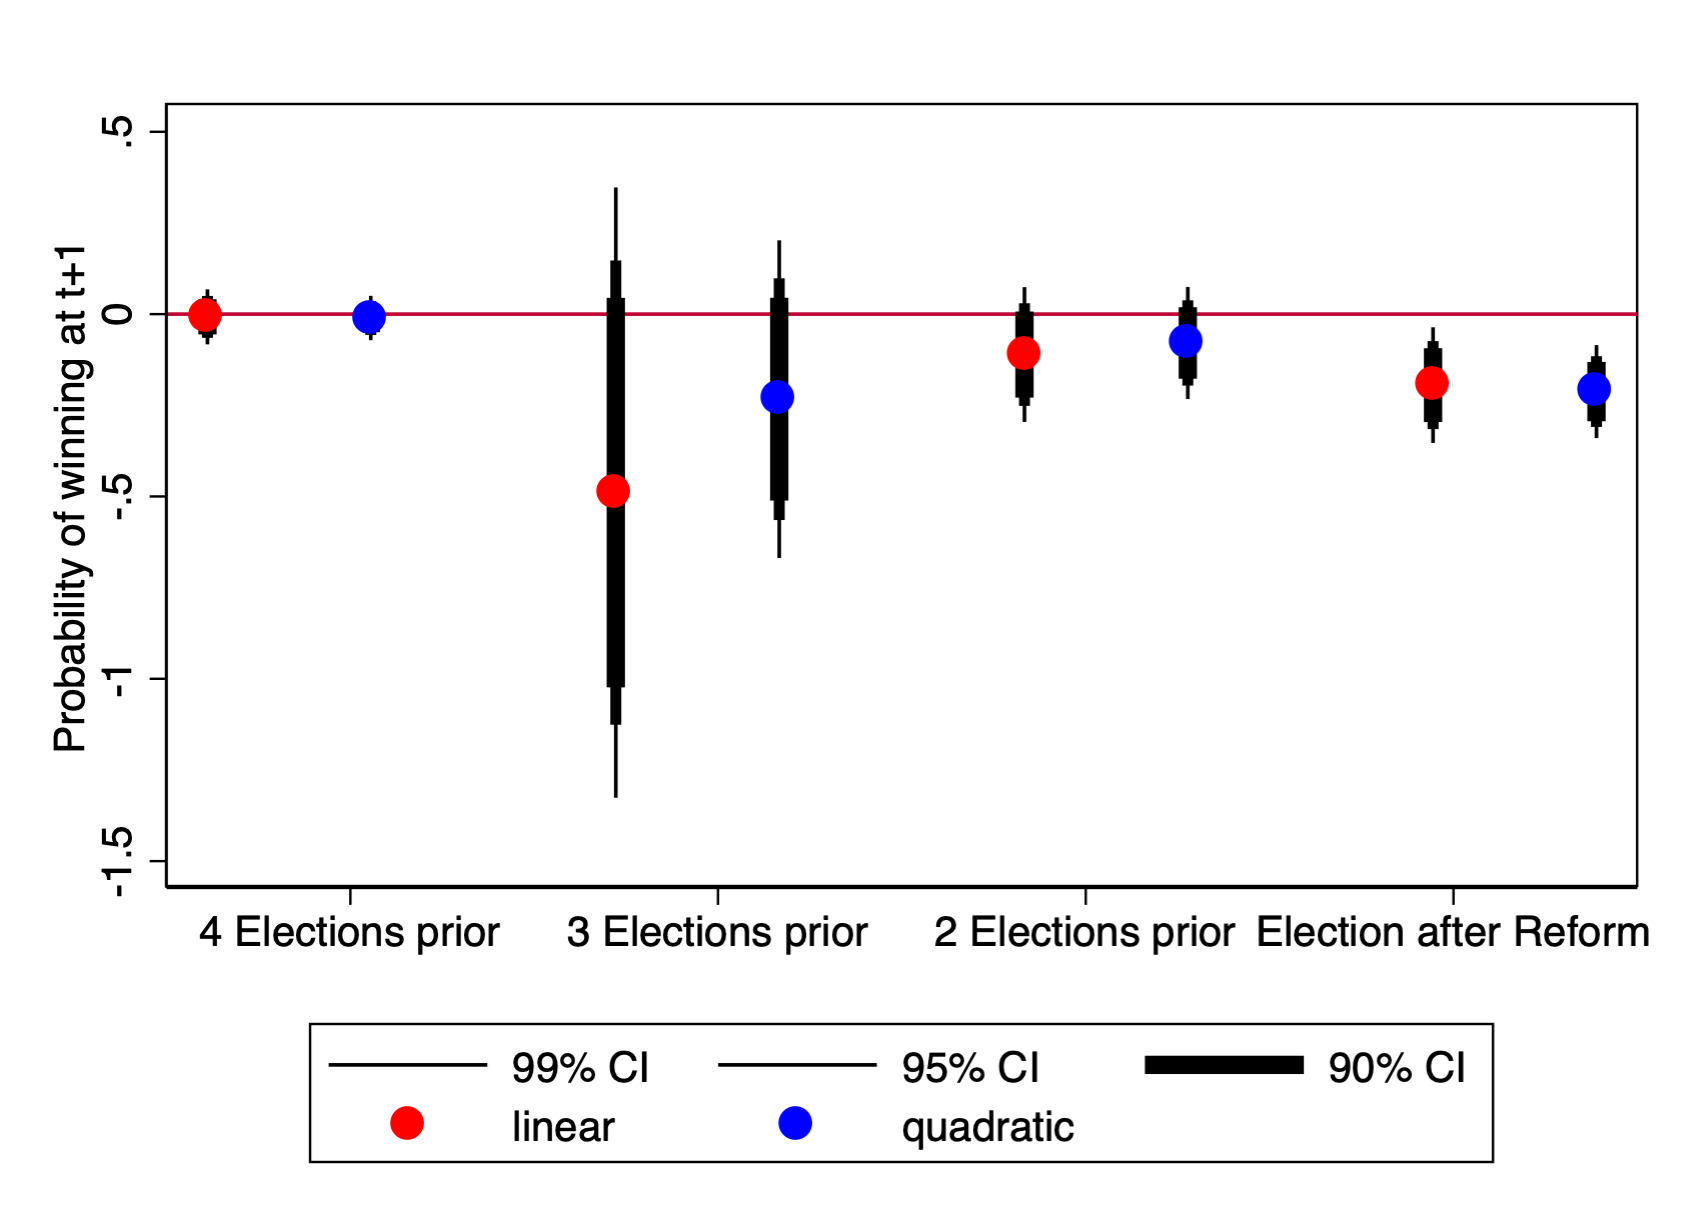 Probability of winning at t+1
.5
0
-.5
-1
-1.5
4 Elections prior
3 Elections prior
2 Elections prior
Election after Reform
99% CI
95% CI
90% CI
linear
quadratic